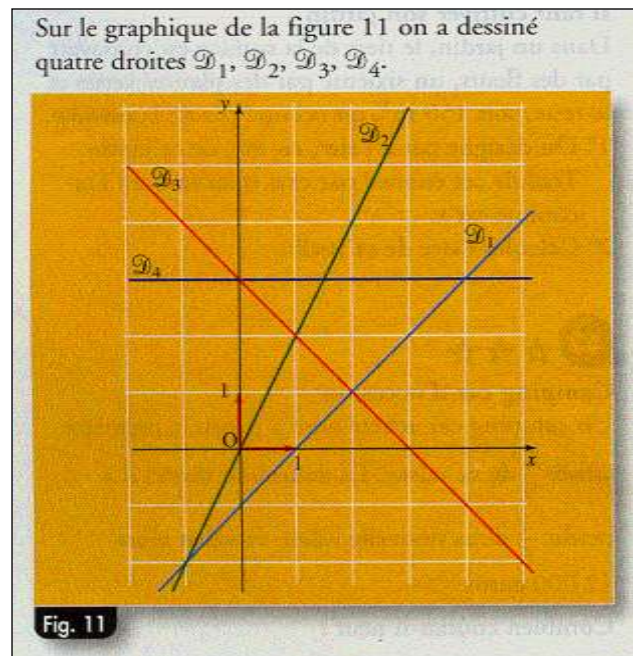 Sur le graphique de la figure 11 on a dessiné
quatre droites 𝒟1, 𝒟2, 𝒟3, 𝒟4.
y
𝒟2
𝒟3
𝒟1
𝒟4
1
O
1
x
Fig. 11